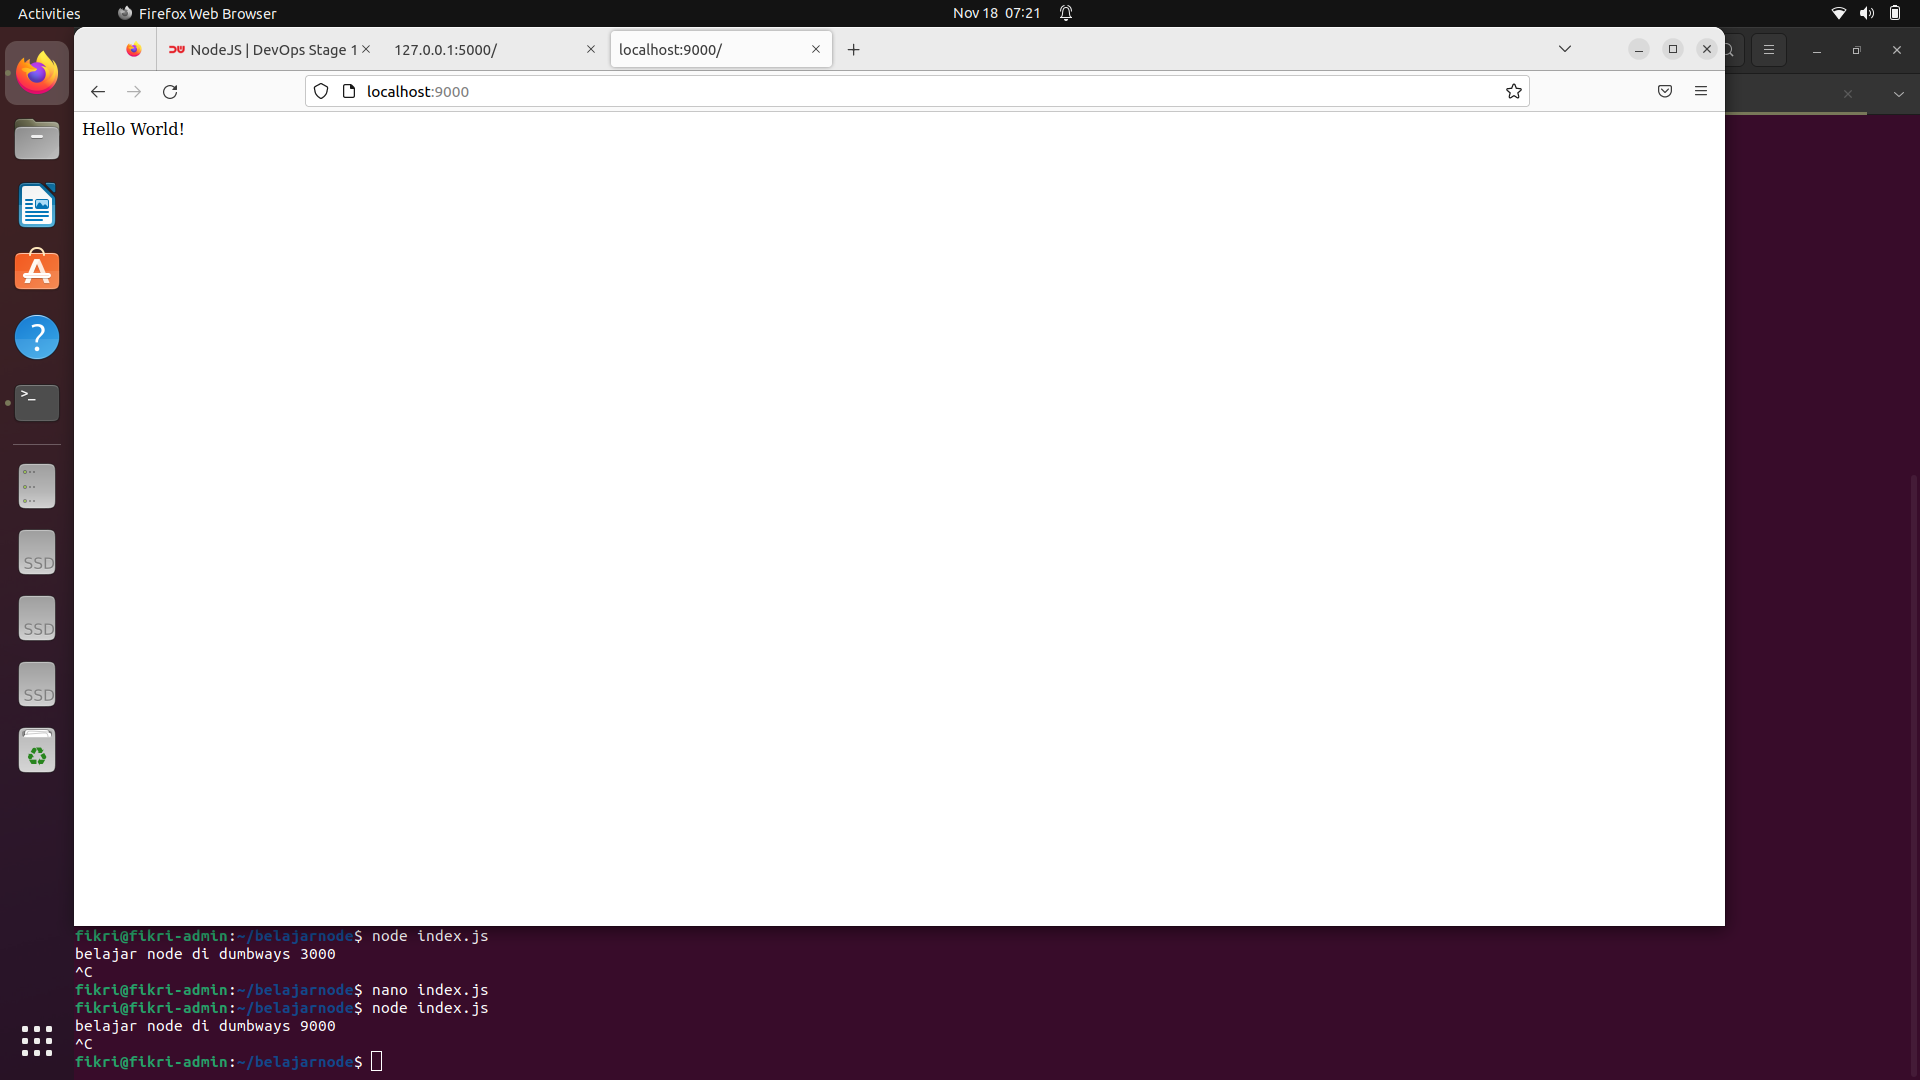 Activities
Firefox Web Browser
Nov 18 07:21
NodeJS | DevOps Stage 1
127.0.0.1:5000/
localhost:9000/
localhost:9000
Hello World!
>_
SSD
SSD
SSD
fikri@fikri-admin:~/belajarnode$ node index.js
belajar node di dumbways 3000
^C
fikri@fikri-admin:~/belajarnode$ nano index.js
fikri@fikri-admin:~/belajarnode$ node index.js
belajar node di dumbways 9000
^C
fikri@fikri-admin:~/belajarnode$